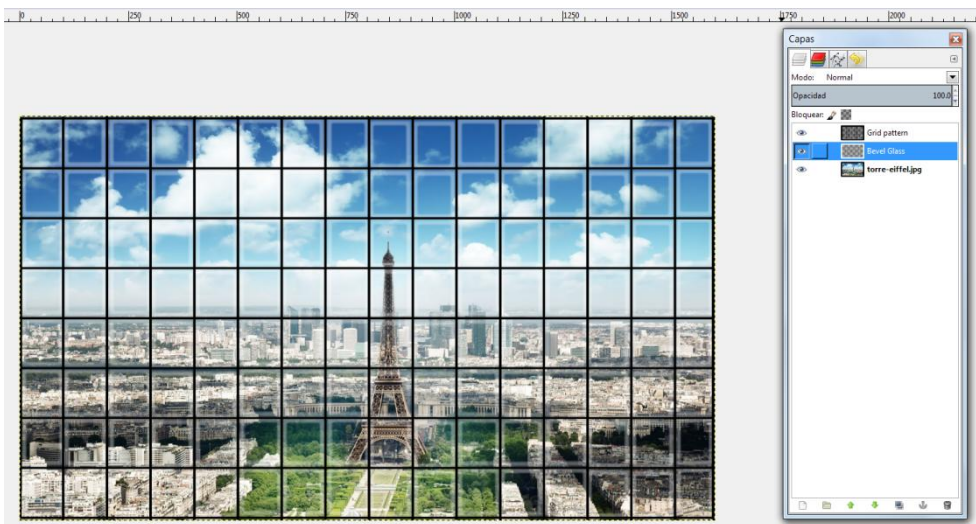 0 250 500 750 1000 1250 1500 1750 2000
Capas
Modo: Normal
Opacidad 100.0
Bloquear:
Grid pattern
Bevel Glass
torre-eiffel.jpg